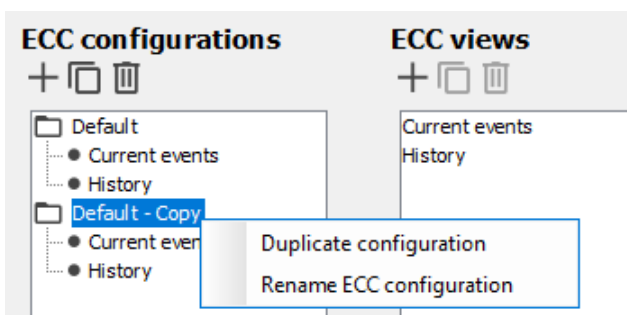 ECC configurations
Default
Current events
History
Default - Copy
Current even
History
ECC views
Current events
History
Duplicate configuration
Rename ECC configuration